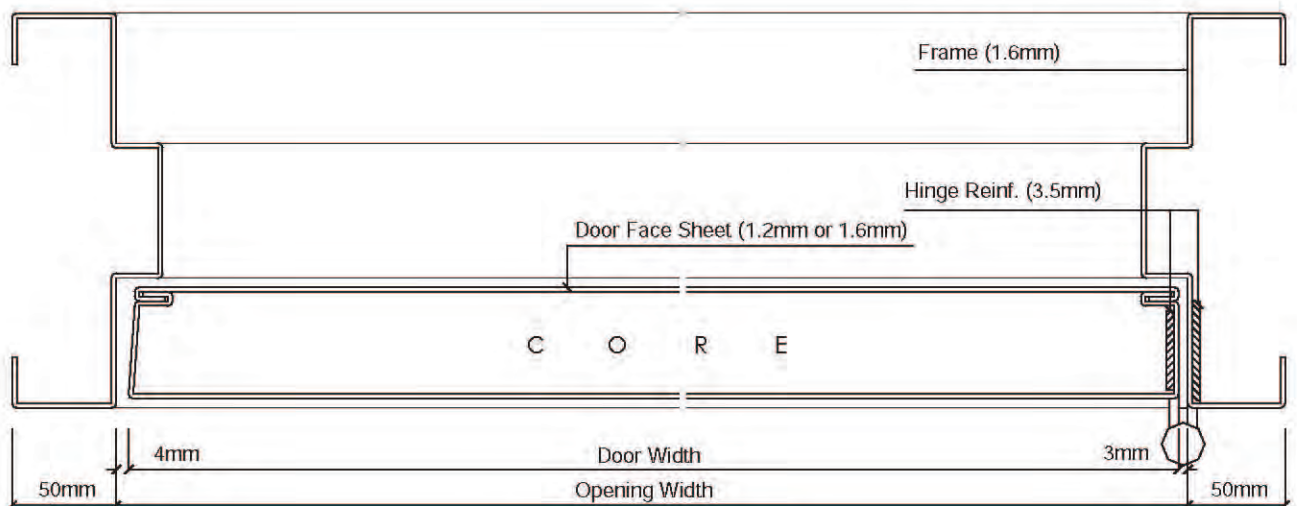 Frame (1.6mm)
Hinge Reinf. (3.5mm)
Door Face Sheet (1.2mm or 1.6mm)
C O R E
4mm Door Width 3mm
50mm Opening Width 50mm